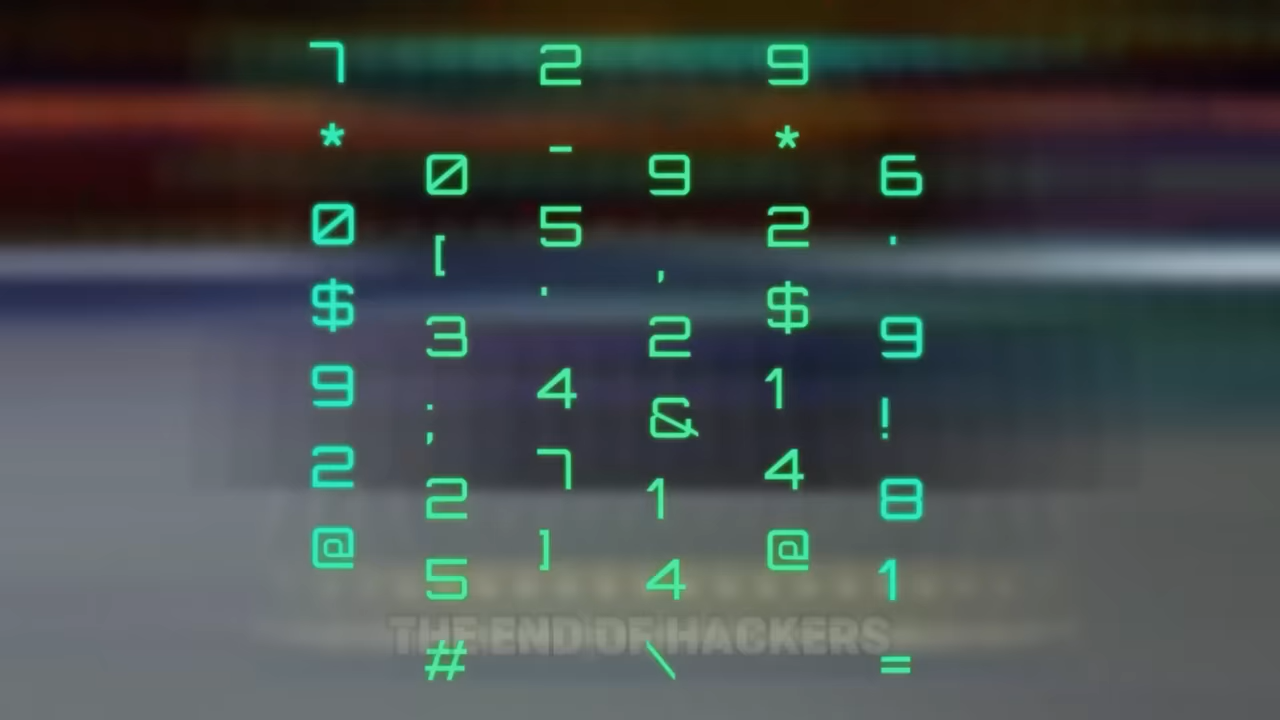 7 2 9
* - *
0 9 6
0 5 2
[ , .
$ . $
3 2 9
9 4 1
; & !
2 7 4
2 1 8
@ ] @
5 4 1
THE END OF HACKERS
# \ =